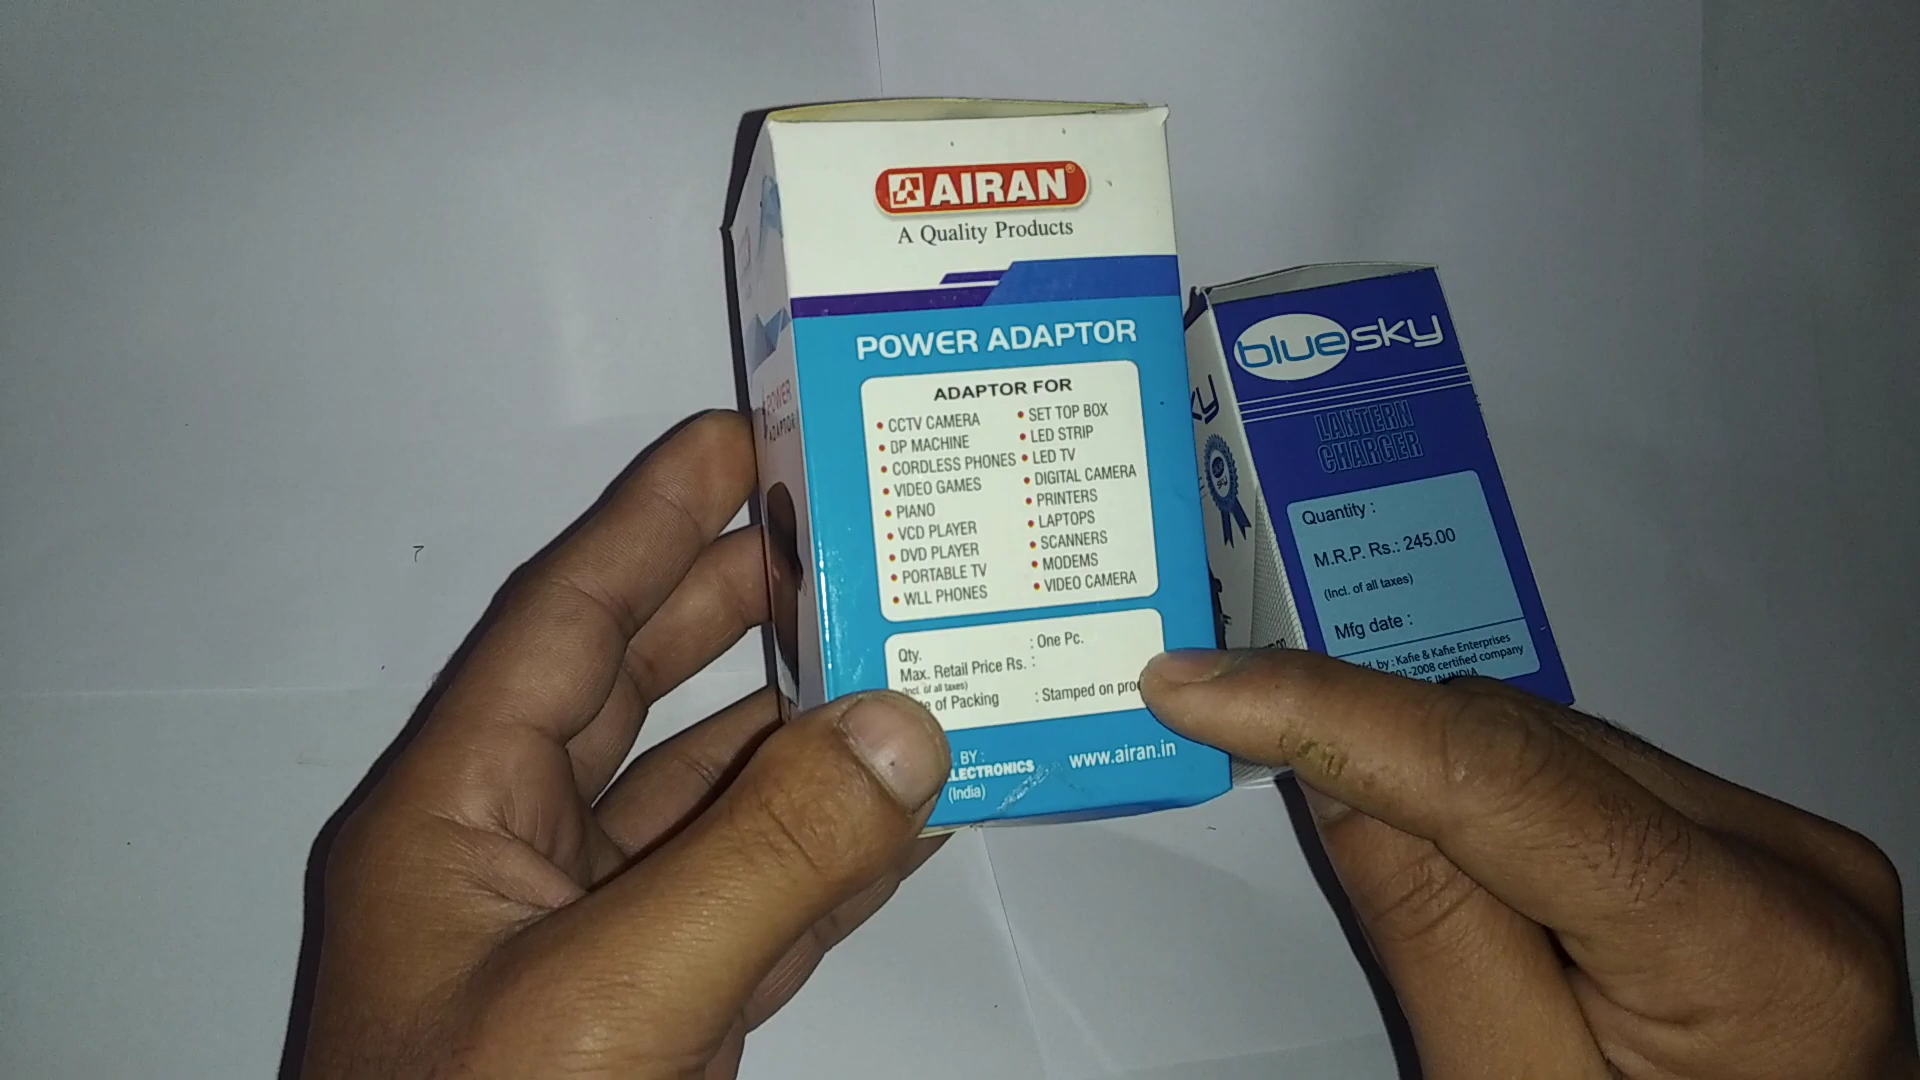 AIRAN®
A Quality Products
POWER ADAPTOR
ADAPTOR FOR
• CCTV CAMERA
• BP MACHINE
• CORDLESS PHONES
• VIDEO GAMES
• PIANO
• VCD PLAYER
• DVD PLAYER
• PORTABLE TV
• WLL PHONES
• SET TOP BOX
• LED STRIP
• LED TV
• DIGITAL CAMERA
• PRINTERS
• LAPTOPS
• SCANNERS
• MODEMS
• VIDEO CAMERA
Qty. : One Pc.
Max. Retail Price Rs. :
(Incl. of all taxes)
of Packing : Stamped on
BY :
(India)
www.airan.in
POWER
ADAPTOR
bluesky
LANTERN
CHARGER
Quantity :
M.R.P. Rs.: 245.00
(Incl. of all taxes)
Mfg date :
by : Kafie & Kafie Enterprises
certified company
INDIA